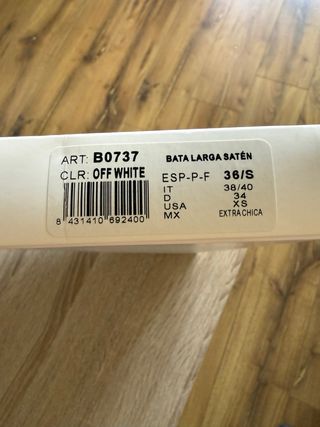 ART: B0737
CLR: OFF WHITE
8 431410 692400
BATA LARGA SATÉN
ESP-P-F 36/S
IT 38/40
D 34
USA XS
MX EXTRA CHICA